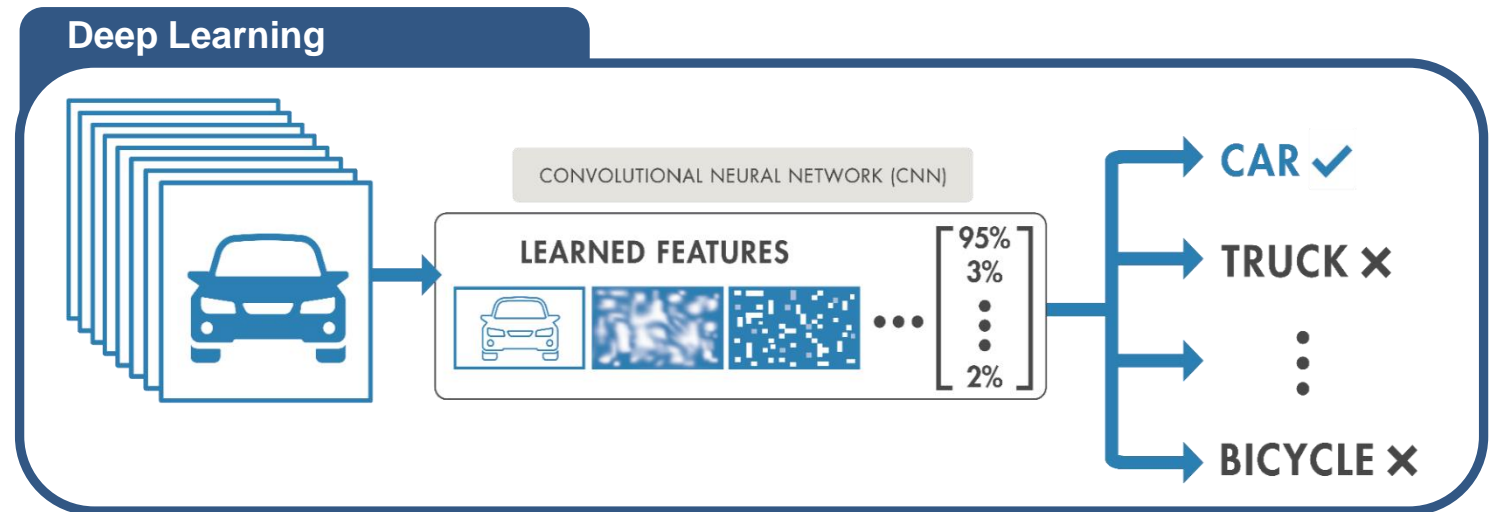 Deep Learning
CONVOLUTIONAL NEURAL NETWORK (CNN)
LEARNED FEATURES
95%
3%
2%
CAR
TRUCK
BICYCLE